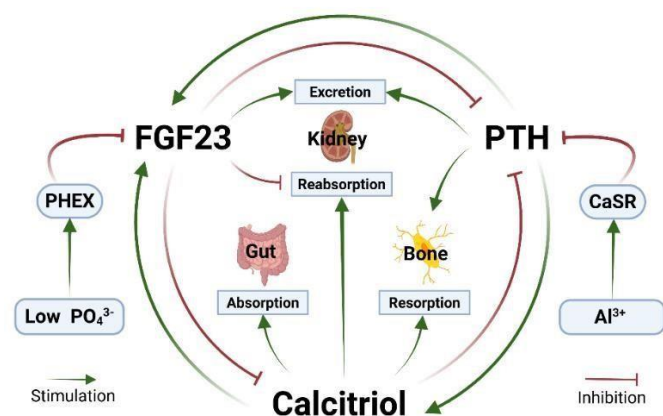 Excretion
FGF23
Kidney
PTH
PHEX
Reabsorption
CaSR
Gut
Bone
Absorption
Resorption
Low PO₄³⁻
Al³⁺
Stimulation
Calcitriol
Inhibition